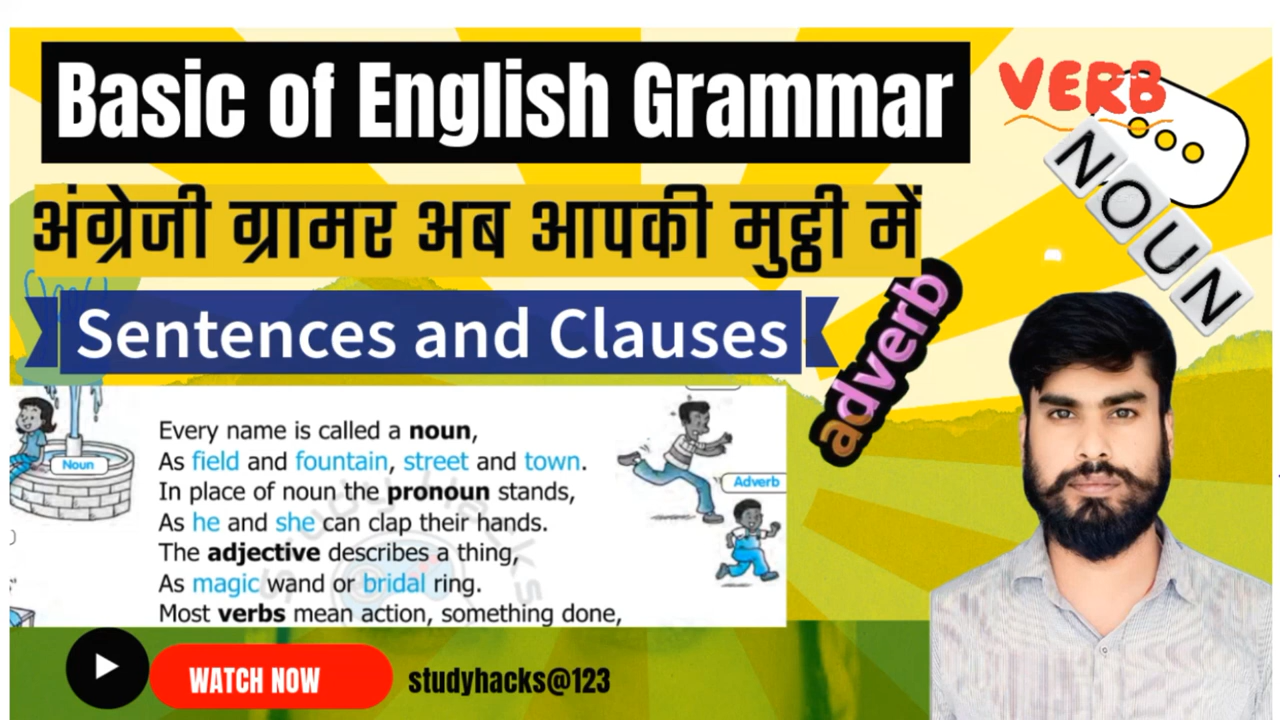 Basic of English Grammar
VERB
NOUN
अंग्रेजी ग्रामर अब आपकी मुट्ठी में
Sentences and Clauses
adverb
Noun
Adverb
Every name is called a noun,
As field and fountain, street and town.
In place of noun the pronoun stands,
As he and she can clap their hands.
The adjective describes a thing,
As magic wand or bridal ring.
Most verbs mean action, something done,
Study Hacks
WATCH NOW
studyhacks@123